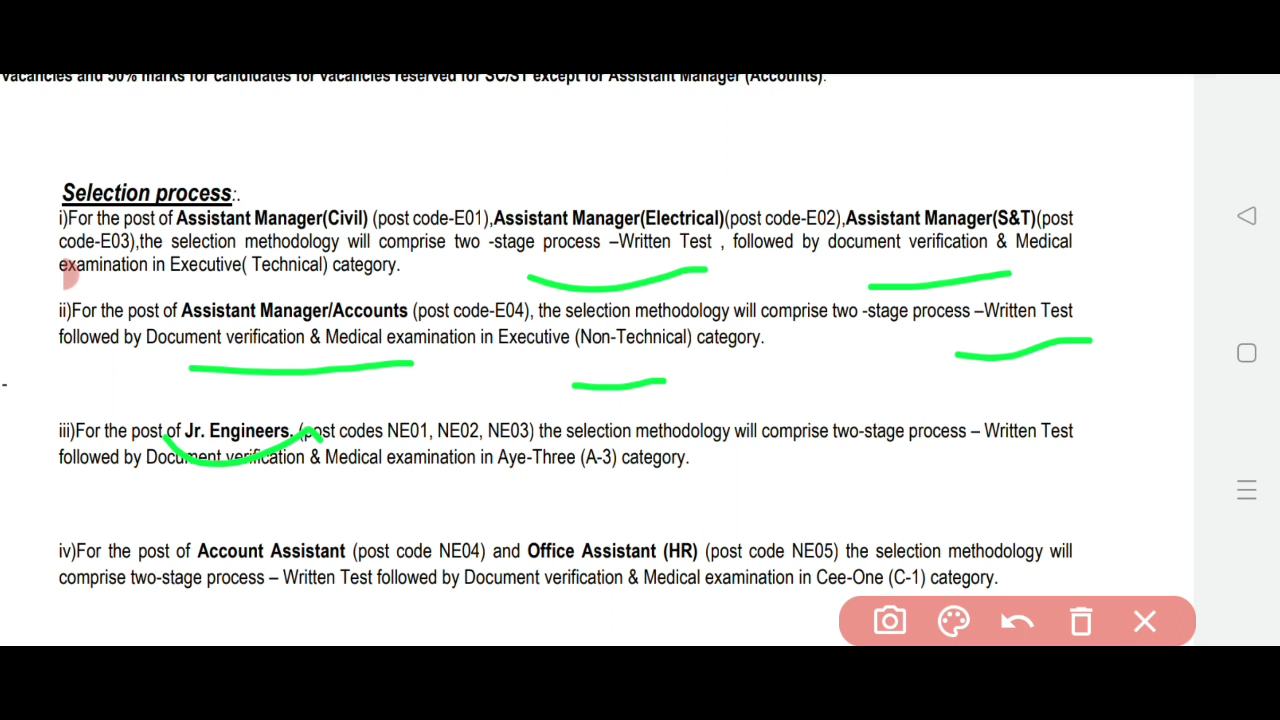 vacancies and 50% marks for candidates for vacancies reserved for SC/ST except for Assistant Manager (Accounts).
Selection process:.
i)For the post of Assistant Manager(Civil) (post code-E01),Assistant Manager(Electrical)(post code-E02),Assistant Manager(S&T)(post
code-E03),the selection methodology will comprise two -stage process –Written Test , followed by document verification & Medical
examination in Executive( Technical) category.
ii)For the post of Assistant Manager/Accounts (post code-E04), the selection methodology will comprise two -stage process –Written Test
followed by Document verification & Medical examination in Executive (Non-Technical) category.
-
iii)For the post of Jr. Engineers. (post codes NE01, NE02, NE03) the selection methodology will comprise two-stage process – Written Test
followed by Document verification & Medical examination in Aye-Three (A-3) category.
iv)For the post of Account Assistant (post code NE04) and Office Assistant (HR) (post code NE05) the selection methodology will
comprise two-stage process – Written Test followed by Document verification & Medical examination in Cee-One (C-1) category.